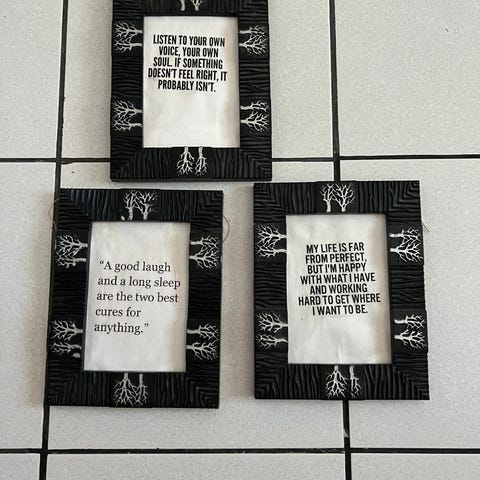 LISTEN TO YOUR OWN
VOICE, YOUR OWN
SOUL. IF SOMETHING
DOESN'T FEEL RIGHT, IT
PROBABLY ISN'T.
“A good laugh
and a long sleep
are the two best
cures for
anything.”
MY LIFE IS FAR
FROM PERFECT,
BUT I'M HAPPY
WITH WHAT I HAVE
AND WORKING
HARD TO GET WHERE
I WANT TO BE.